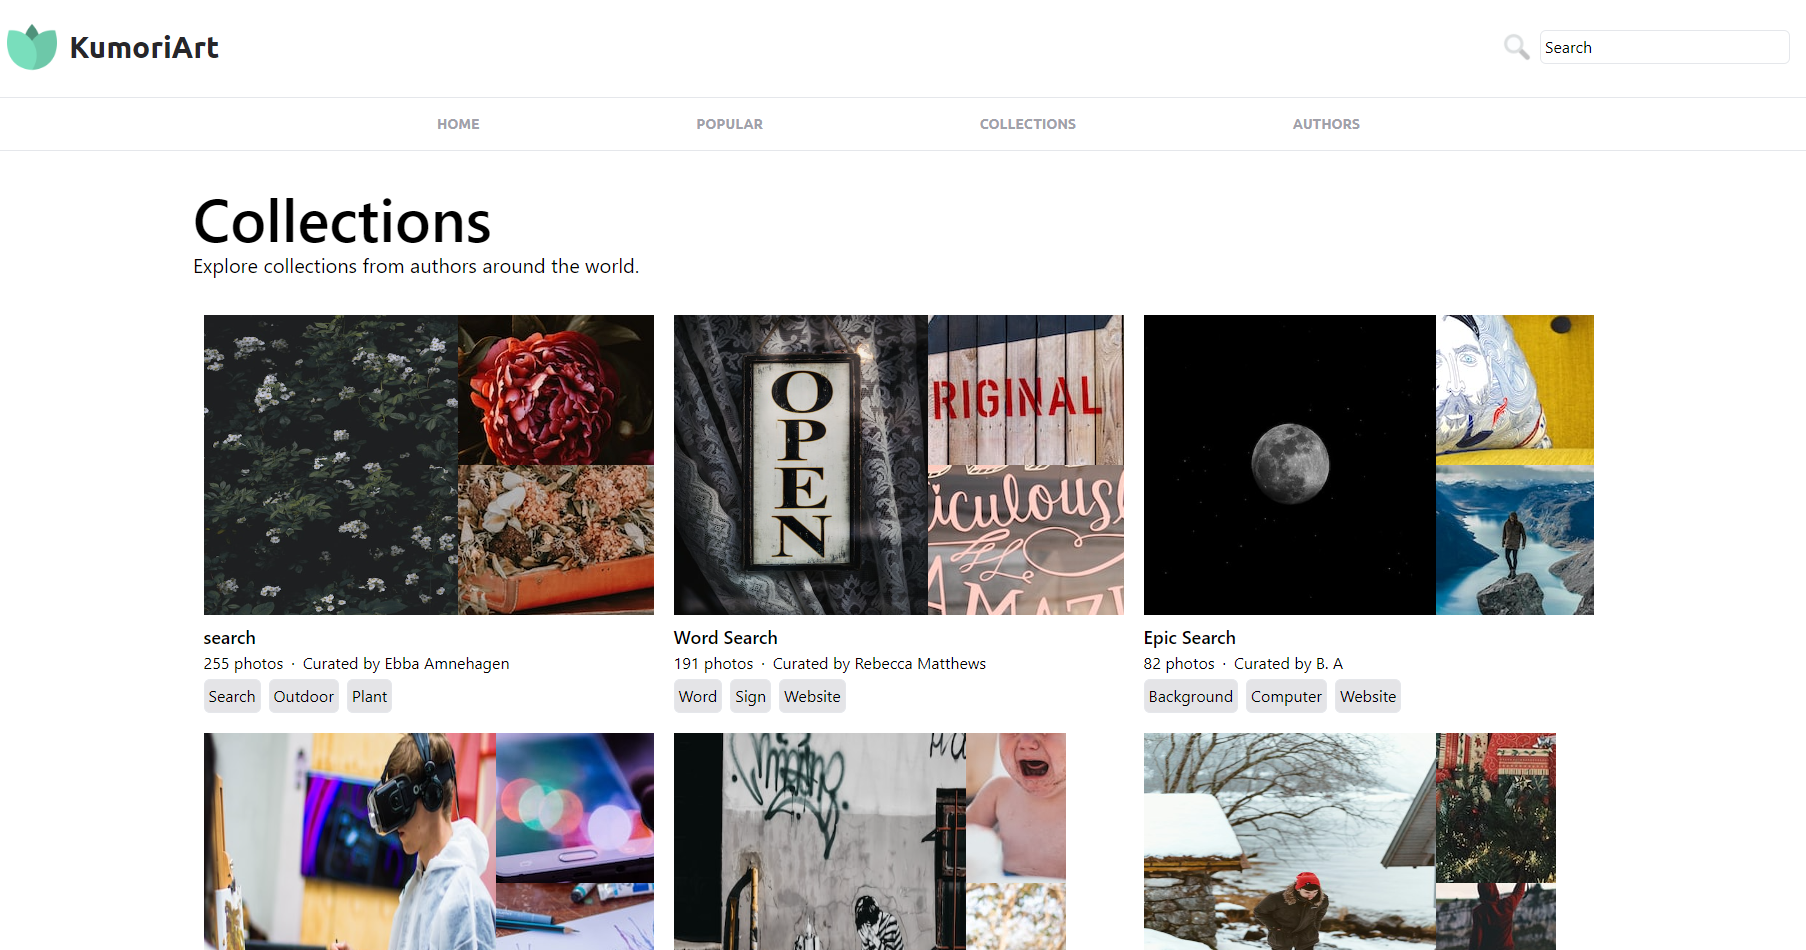 KumoriArt
Search
HOME
POPULAR
COLLECTIONS
AUTHORS
Collections
Explore collections from authors around the world.
OPEN
RIGINAL
iculousl
AMAZI
search
255 photos · Curated by Ebba Amnehagen
Search Outdoor Plant
Word Search
191 photos · Curated by Rebecca Matthews
Word Sign Website
Epic Search
82 photos · Curated by B. A
Background Computer Website